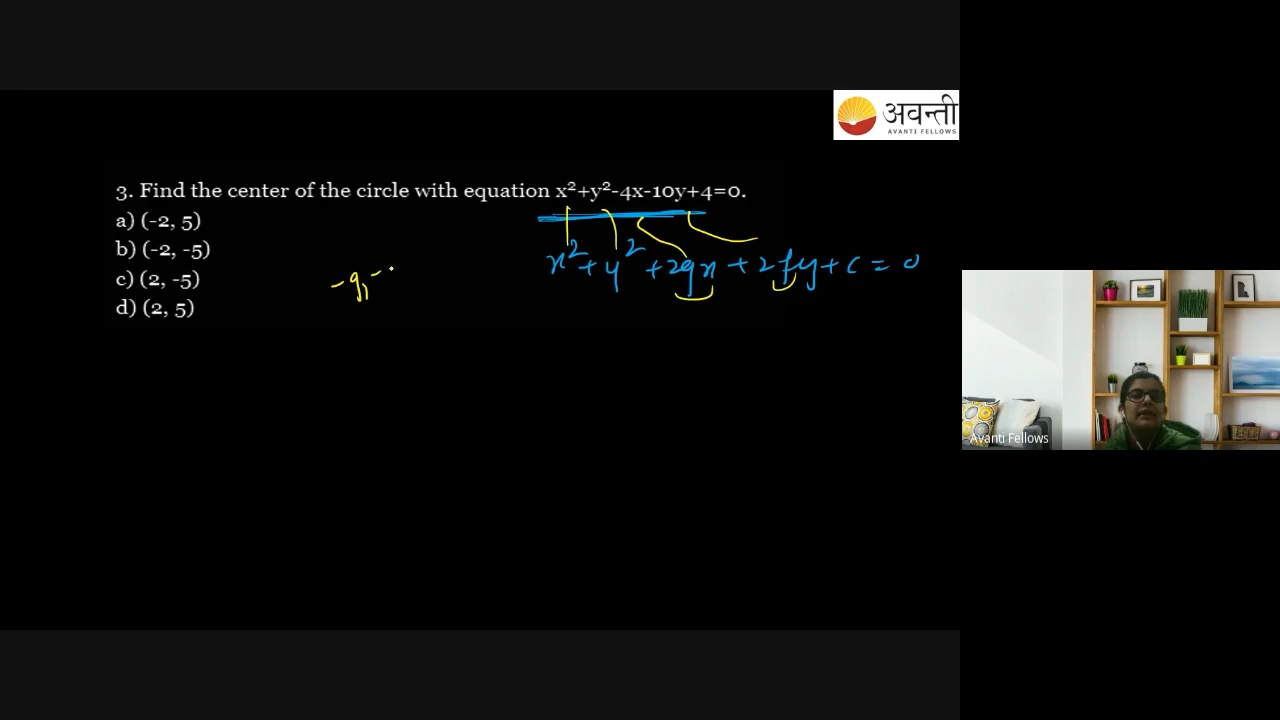 अवन्ती
AVANTI FELLOWS
3. Find the center of the circle with equation x²+y²-4x-10y+4=0.
a) (-2, 5)
b) (-2, -5)
c) (2, -5)
d) (2, 5)
x² + y² + 2gx + 2fy + c = 0
-g, -
Avanti Fellows